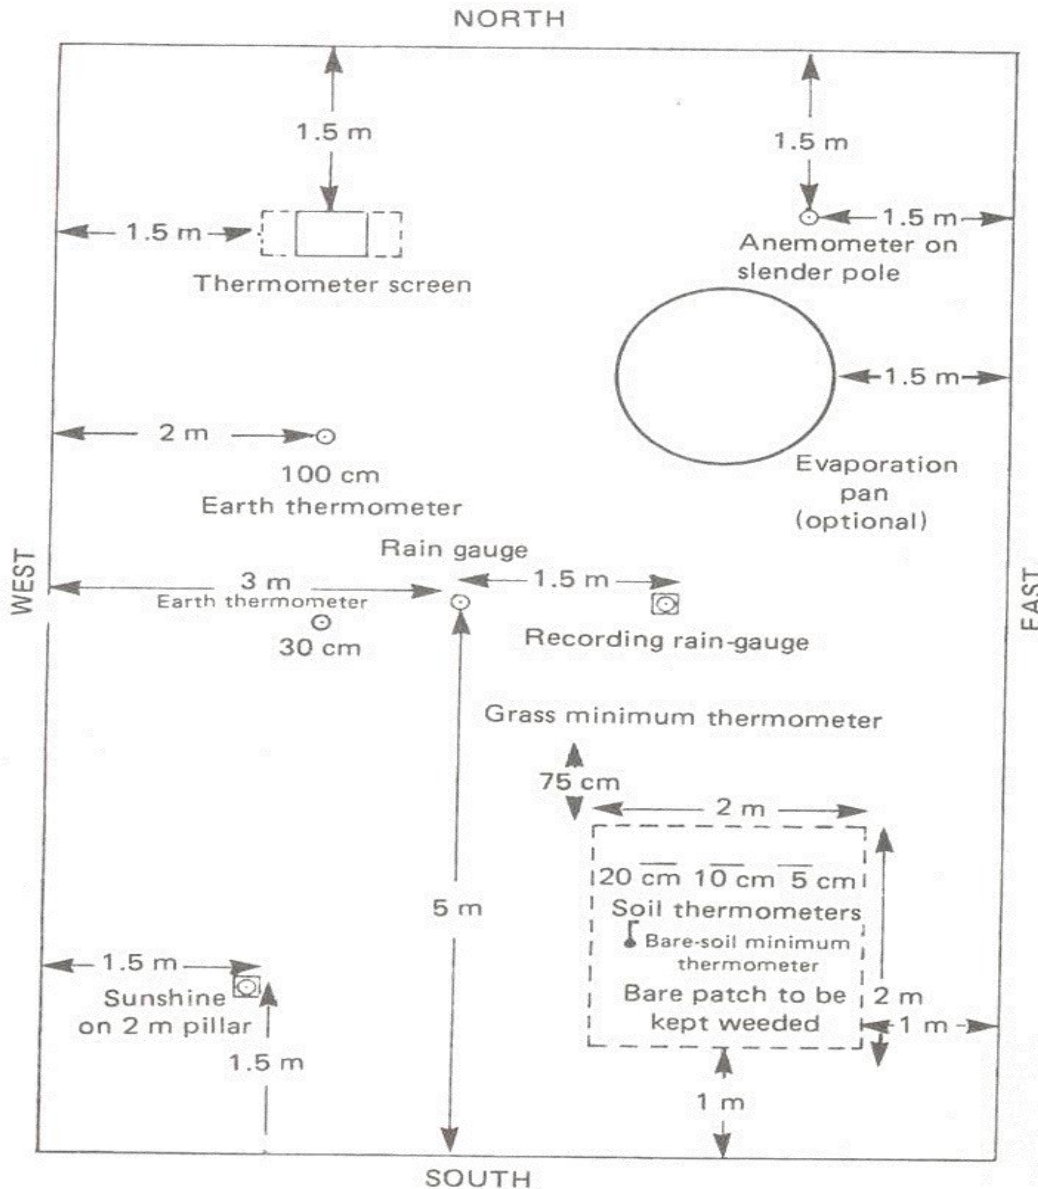 NORTH
1.5 m
1.5 m
1.5 m
1.5 m
Thermometer screen
Anemometer on
slender pole
1.5 m
2 m
100 cm
Earth thermometer
Evaporation
pan
(optional)
Rain gauge
WEST
3 m
Earth thermometer
30 cm
1.5 m
Recording rain-gauge
EAST
Grass minimum thermometer
75 cm
2 m
20 cm 10 cm 5 cm
Soil thermometers
Bare-soil minimum
thermometer
Bare patch to be
kept weeded
2 m
1 m
5 m
1.5 m
Sunshine
on 2 m pillar
1.5 m
1 m
SOUTH